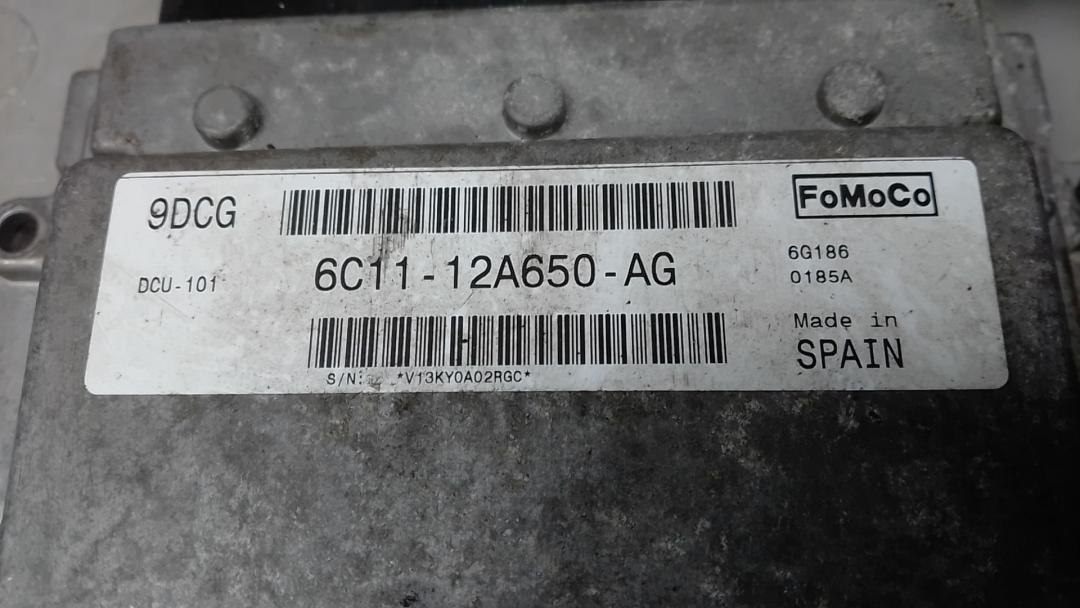 9DCG
FoMoCo
DCU-101
6C11-12A650-AG
6G186
0185A
Made in
SPAIN
S/N: *V13KY0A02RGC*